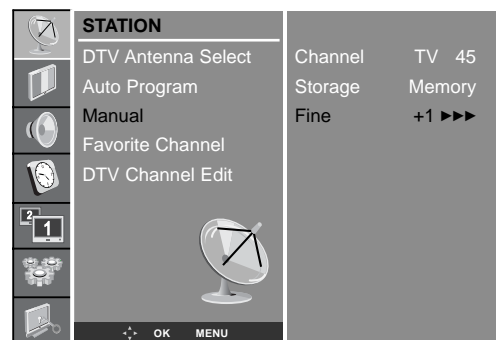 STATION
DTV Antenna Select
Auto Program
Manual
Favorite Channel
DTV Channel Edit
Channel TV 45
Storage Memory
Fine +1 ►►►
2
1
OK MENU